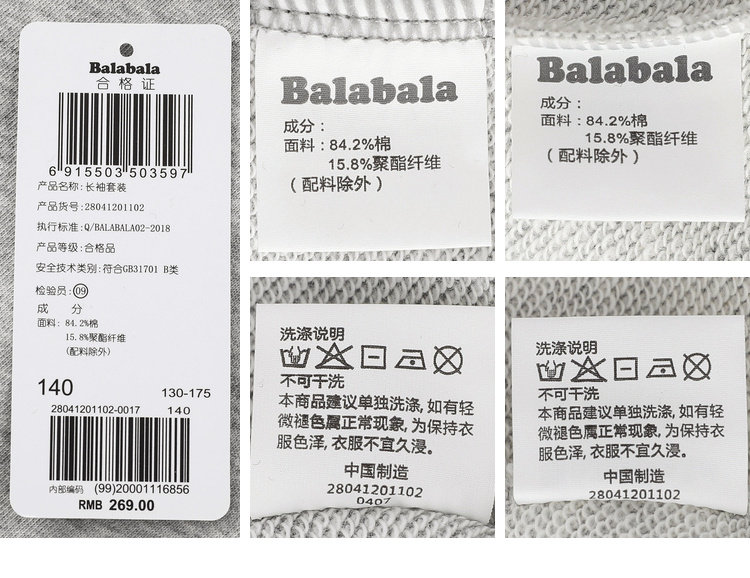 Balabala
合格证
6 915503 503597
产品名称: 长袖套装
产品货号: 28041201102
执行标准: Q/BALABALA02-2018
产品等级: 合格品
安全技术类别: 符合GB31701 B类
检验员: 09
成 分
面料: 84.2%棉
15.8%聚酯纤维
(配料除外)
140 130-175
28041201102-0017 140
内部编码 (99)20001116856
RMB 269.00
Balabala
成分：
面料：84.2%棉
15.8%聚酯纤维
（配料除外）
Balabala
成分：
面料：84.2%棉
15.8%聚酯纤维
（配料除外）
洗涤说明
不可干洗
本商品建议单独洗涤, 如有轻
微褪色属正常现象, 为保持衣
服色泽, 衣服不宜久浸。
中国制造
28041201102
0407
洗涤说明
不可干洗
本商品建议单独洗涤, 如有轻
微褪色属正常现象, 为保持衣
服色泽, 衣服不宜久浸。
中国制造
28041201102